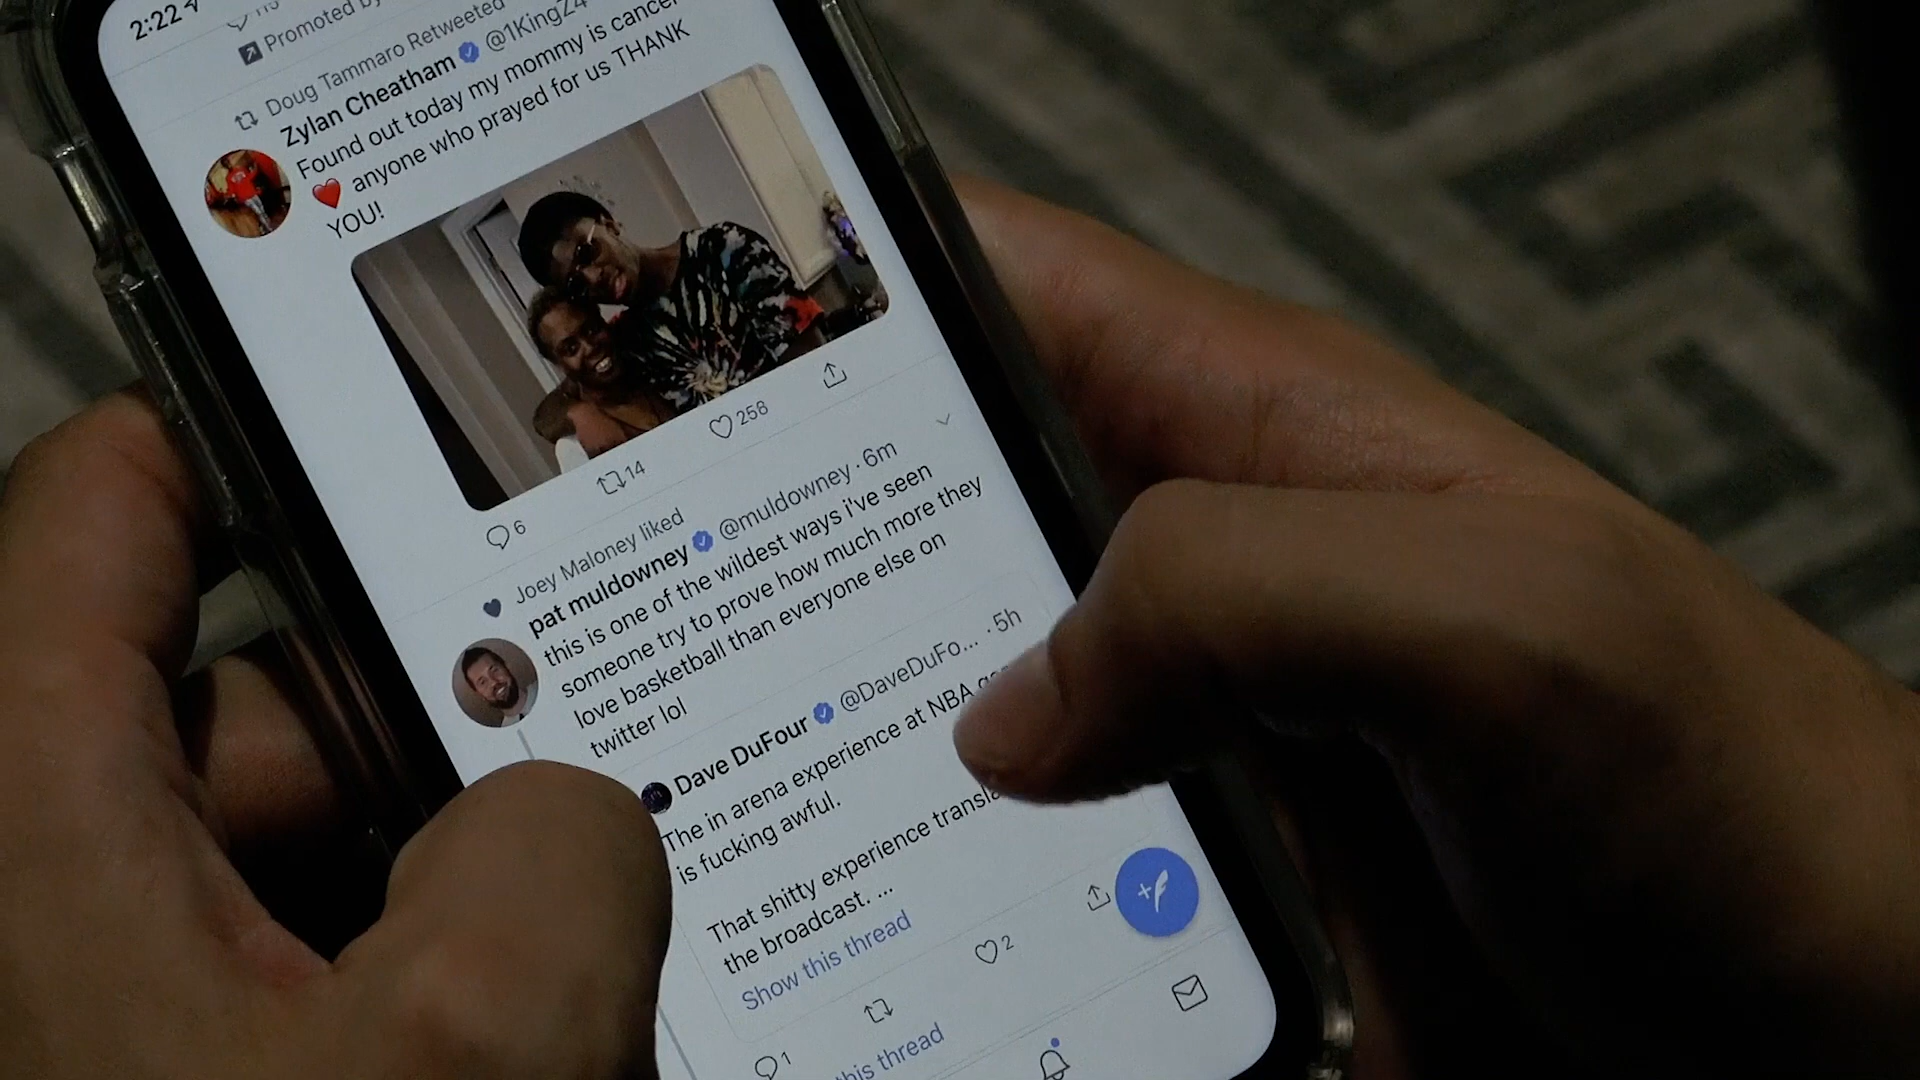 2:22
Promoted by
Doug Tammaro Retweeted
Zylan Cheatham @1KingZ4
Found out today my mommy is cancer
❤️ anyone who prayed for us THANK
YOU!
6 14 258
Joey Maloney liked
pat muldowney @muldowney · 6m
this is one of the wildest ways i've seen
someone try to prove how much more they
love basketball than everyone else on
twitter lol
Dave DuFour @DaveDuFo... · 5h
The in arena experience at NBA
is fucking awful.
That shitty experience
the broadcast. ...
Show this thread
1 2
this thread